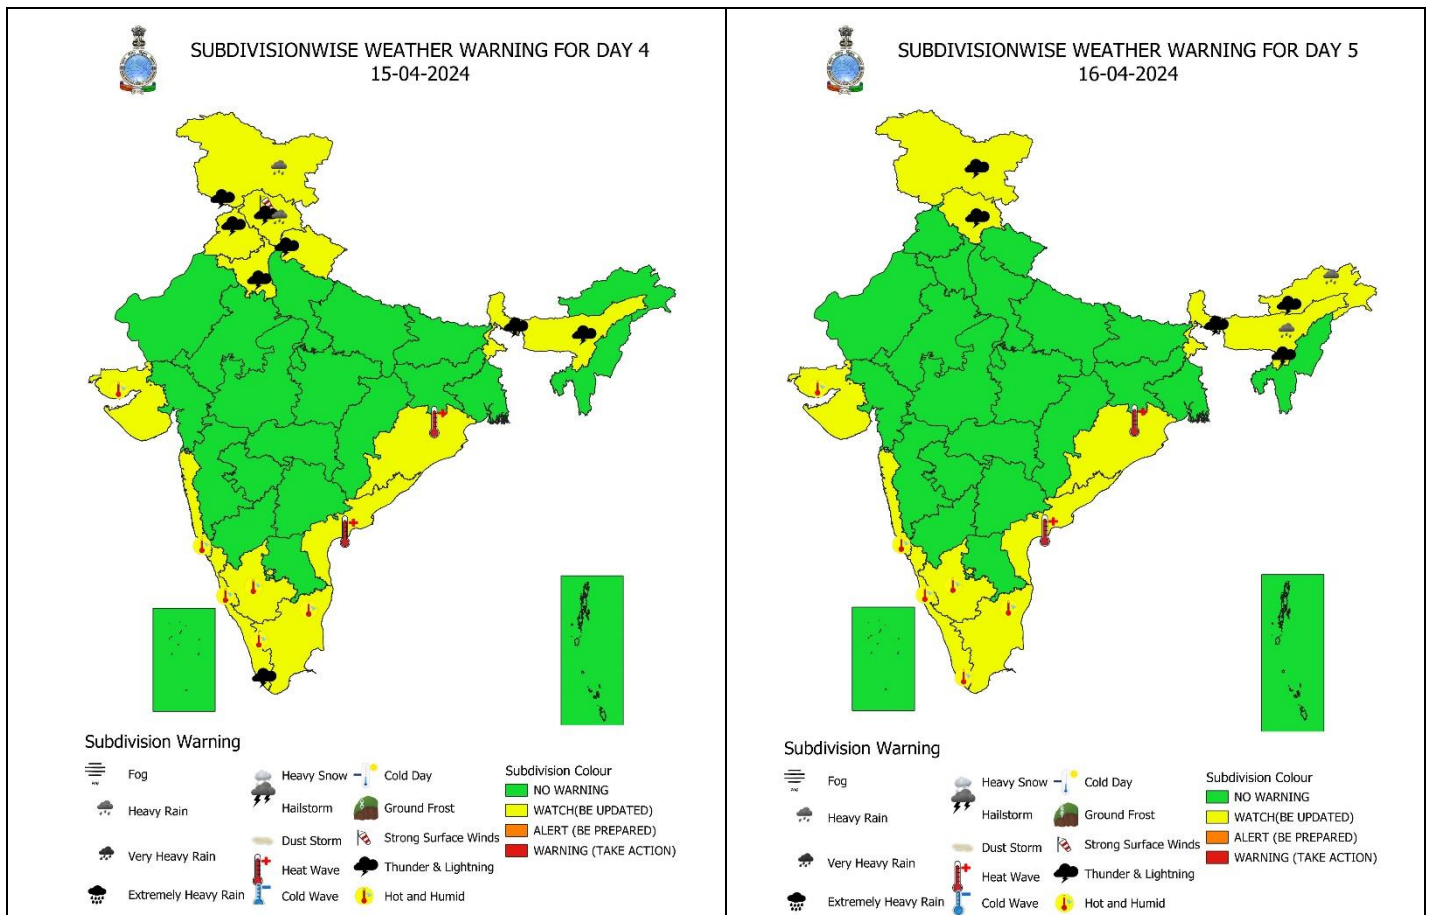 SUBDIVISIONWISE WEATHER WARNING FOR DAY 4
15-04-2024
Subdivision Warning
Fog
Heavy Rain
Very Heavy Rain
Extremely Heavy Rain
Heavy Snow
Hailstorm
Dust Storm
Heat Wave
Cold Wave
Cold Day
Ground Frost
Strong Surface Winds
Thunder & Lightning
Hot and Humid
Subdivision Colour
NO WARNING
WATCH(BE UPDATED)
ALERT (BE PREPARED)
WARNING (TAKE ACTION)
SUBDIVISIONWISE WEATHER WARNING FOR DAY 5
16-04-2024
Subdivision Warning
Fog
Heavy Rain
Very Heavy Rain
Extremely Heavy Rain
Heavy Snow
Hailstorm
Dust Storm
Heat Wave
Cold Wave
Cold Day
Ground Frost
Strong Surface Winds
Thunder & Lightning
Hot and Humid
Subdivision Colour
NO WARNING
WATCH(BE UPDATED)
ALERT (BE PREPARED)
WARNING (TAKE ACTION)